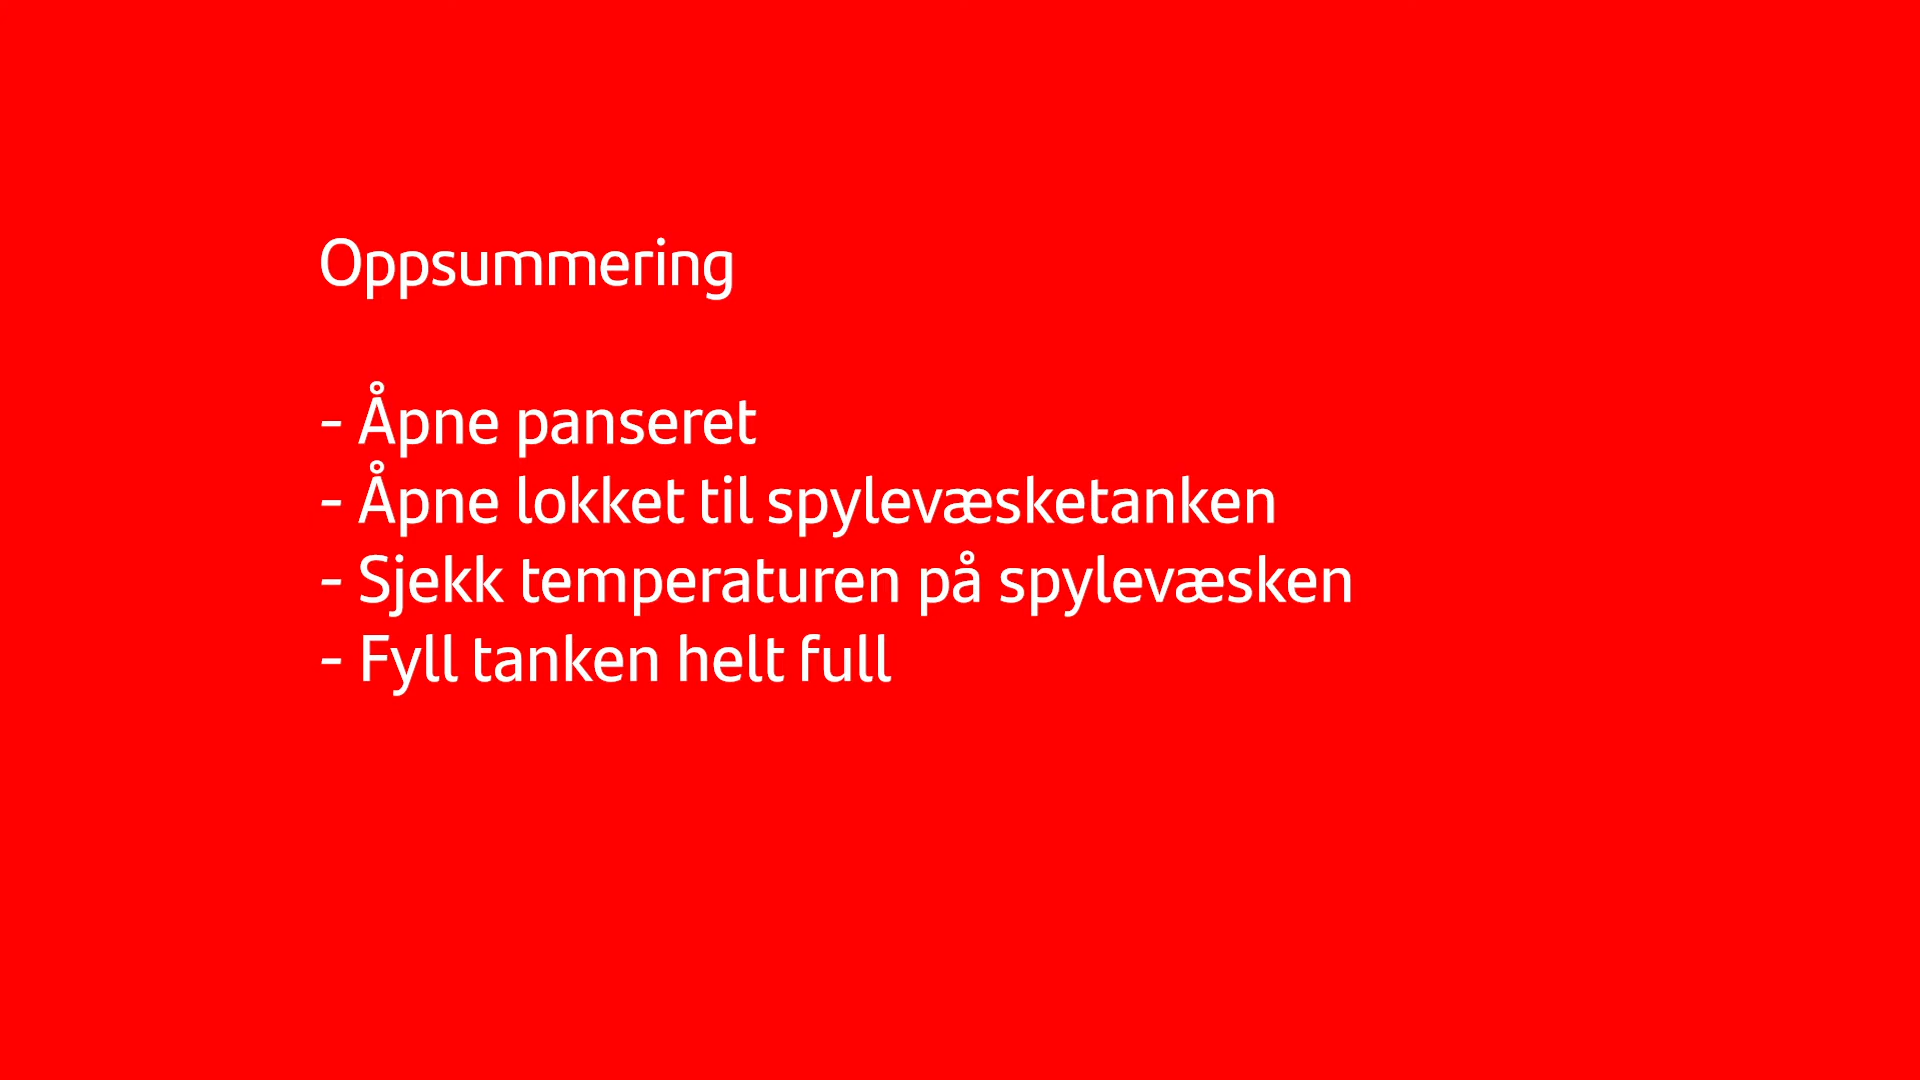 Oppsummering
- Åpne panseret
- Åpne lokket til spylevæsketanken
- Sjekk temperaturen på spylevæsken
- Fyll tanken helt full